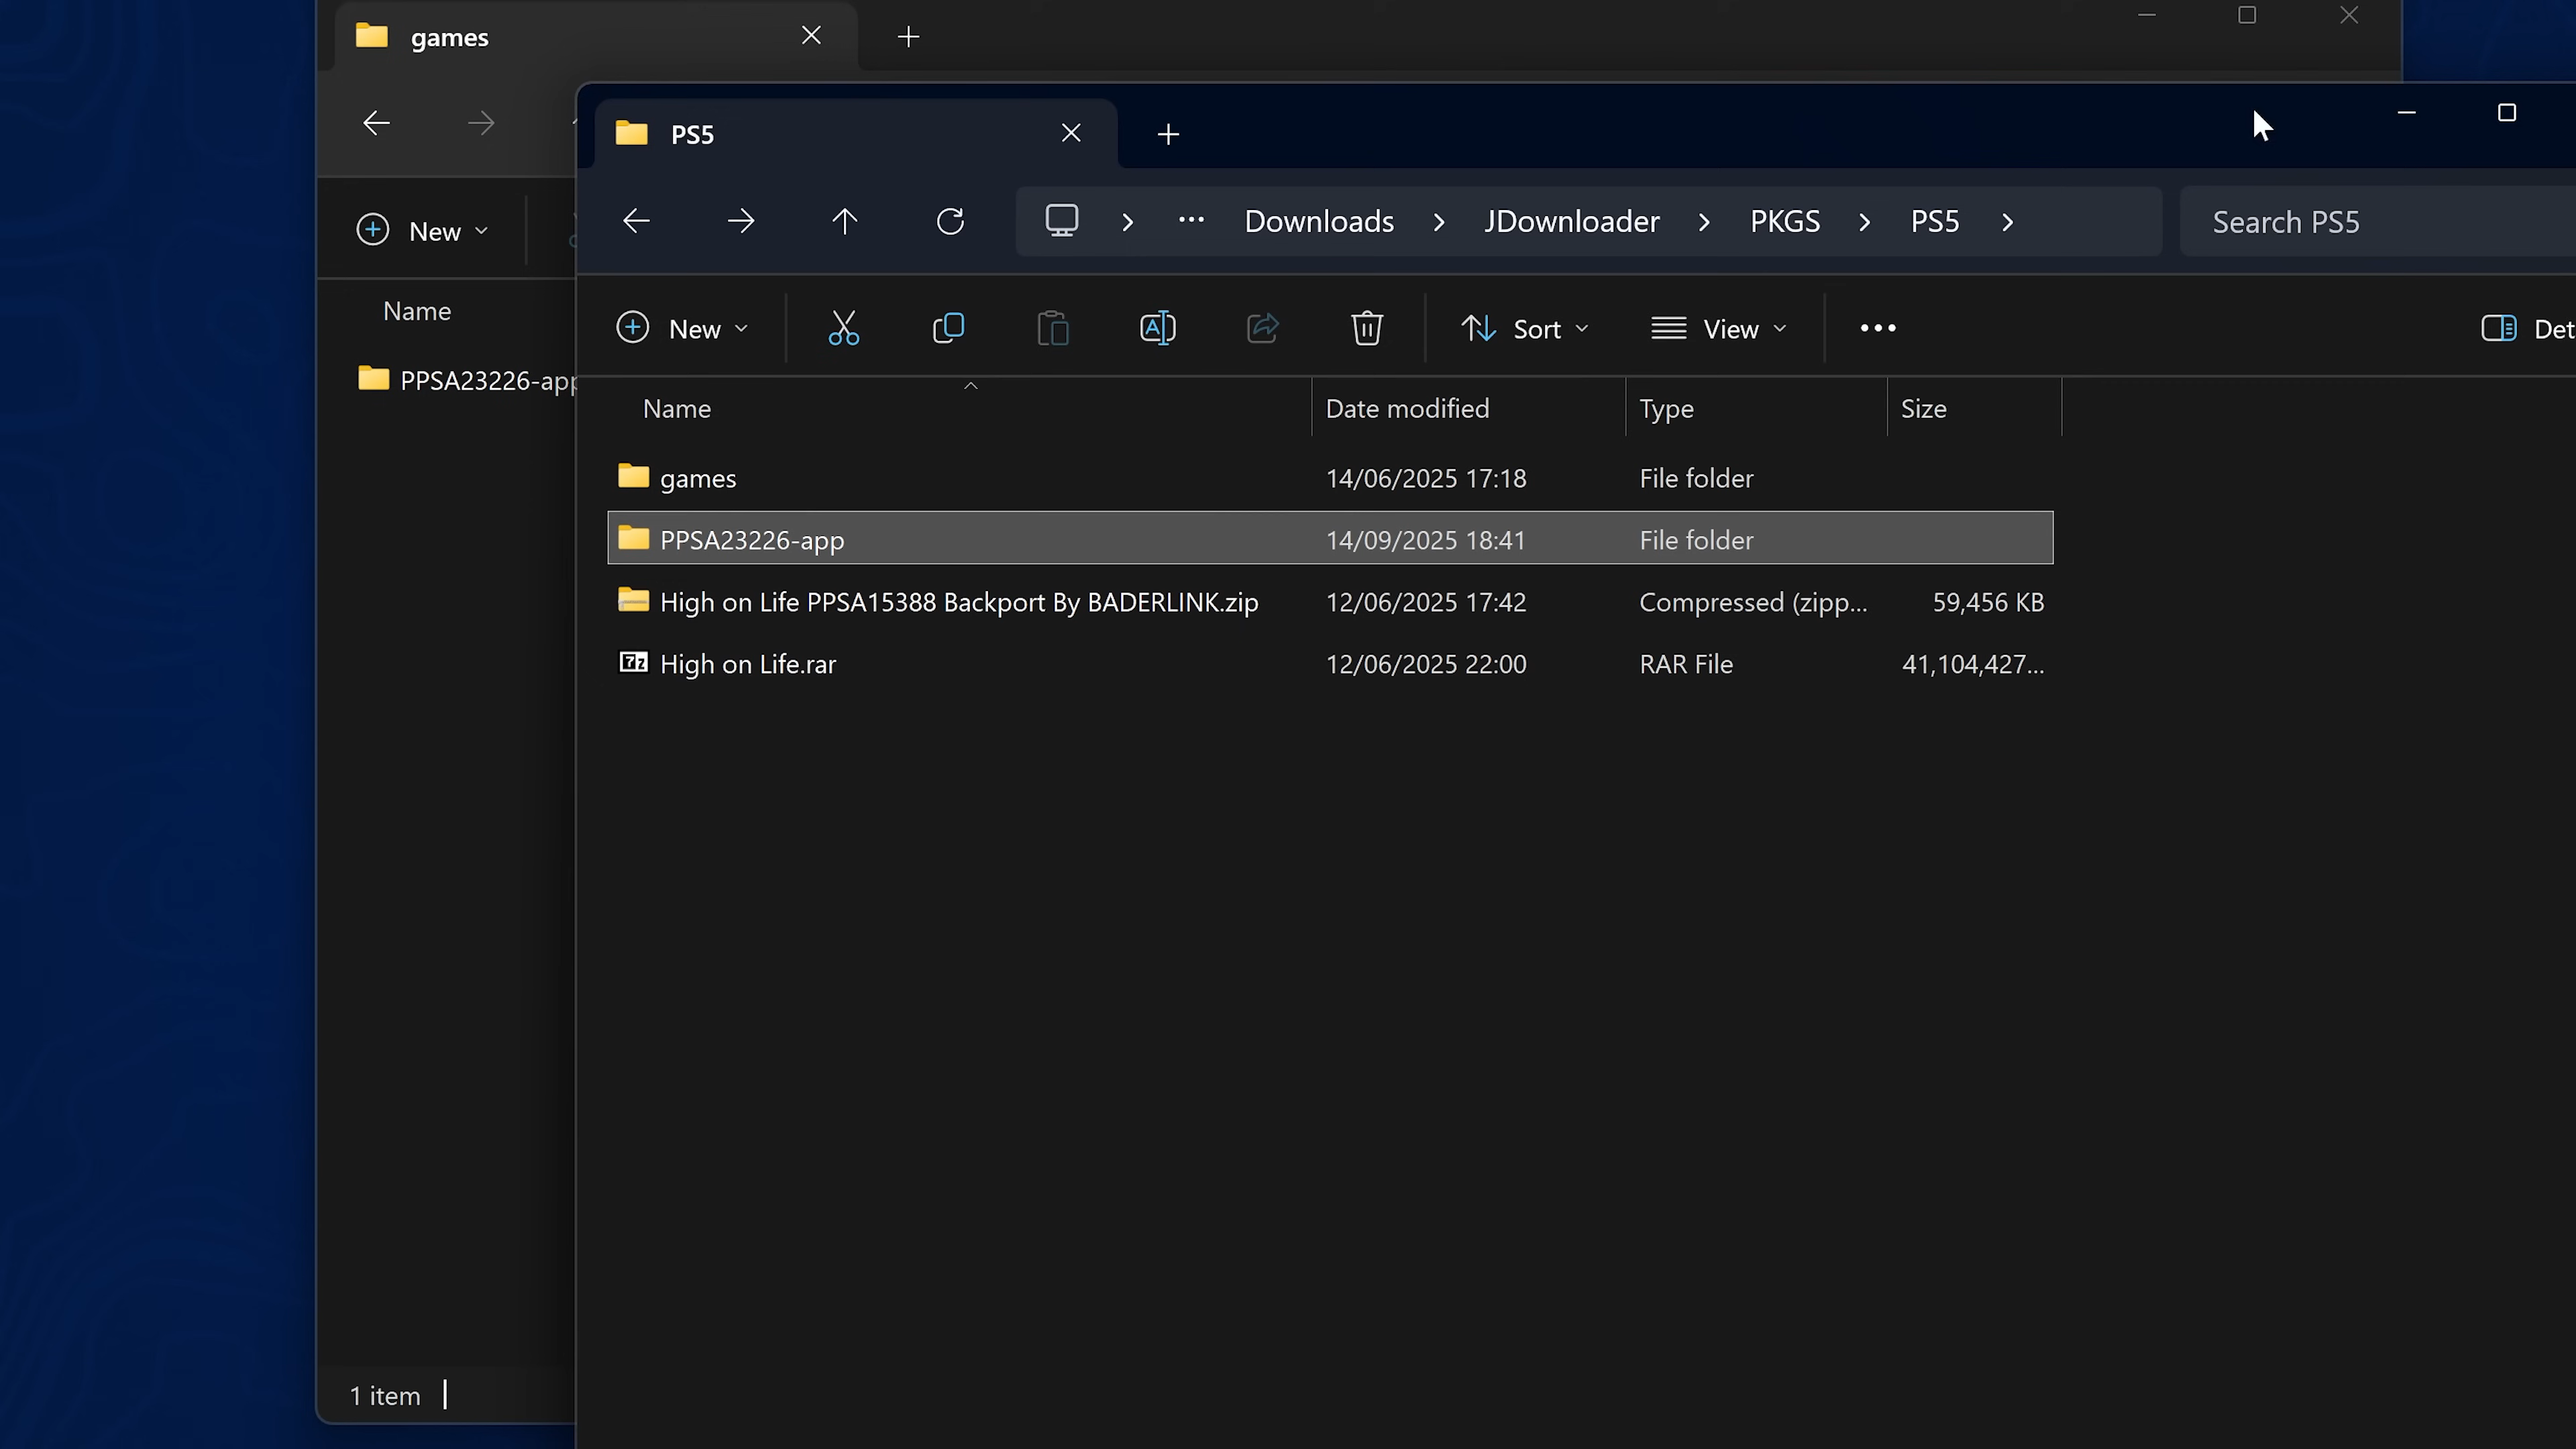 games
New
Name
PPSA23226-app
1 item
PS5
Downloads > JDownloader > PKGS > PS5 >
Search PS5
New
Sort
View
Det
Name Date modified Type Size
games 14/06/2025 17:18 File folder
PPSA23226-app 14/09/2025 18:41 File folder
High on Life PPSA15388 Backport By BADERLINK.zip 12/06/2025 17:42 Compressed (zipp... 59,456 KB
7z High on Life.rar 12/06/2025 22:00 RAR File 41,104,427...